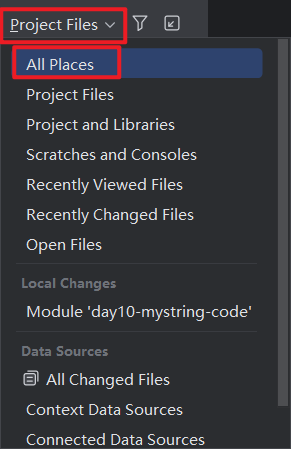 Project Files
All Places
Project Files
Project and Libraries
Scratches and Consoles
Recently Viewed Files
Recently Changed Files
Open Files
Local Changes
Module 'day10-mystring-code'
Data Sources
All Changed Files
Context Data Sources
Connected Data Sources